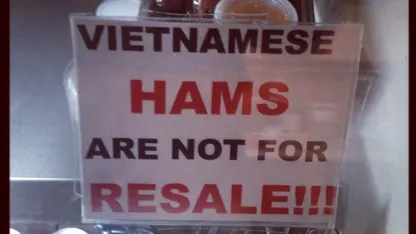 VIETNAMESE
HAMS
ARE NOT FOR
RESALE!!!